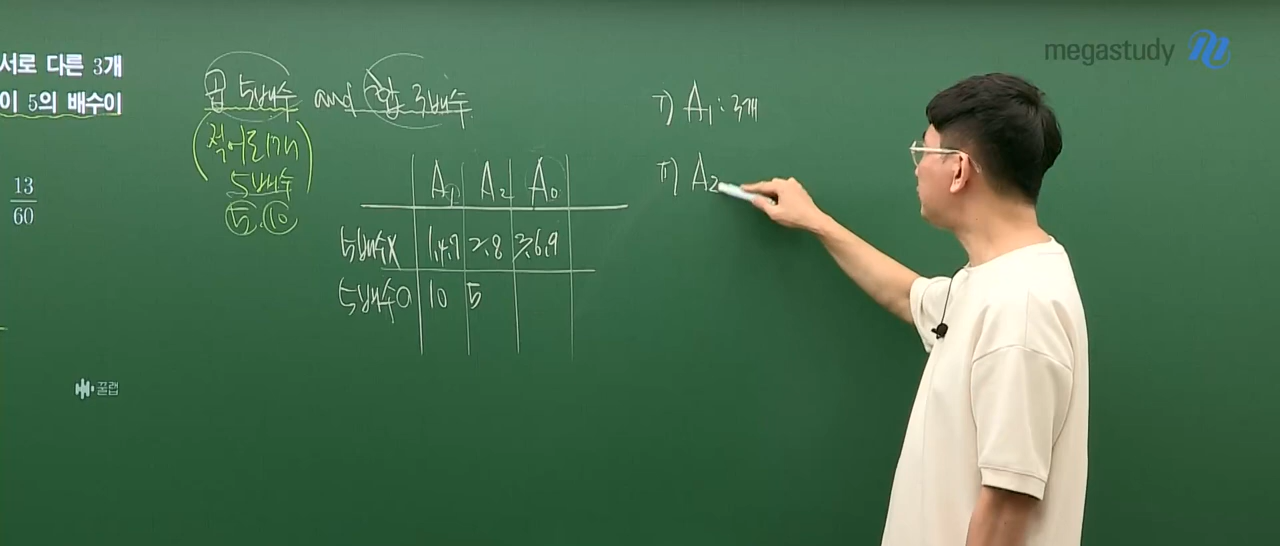 megastudy
서로 다른 3개
이 5의 배수이
13
60
곱 5배수 and 합 3배수
(적어도 1개
5배수)
5, 10
A₁ A₂ A₀
5배수X 1,4,7 2,8 3,6,9
5배수O 10 5
I) A₁ : 3개
II) A₂
꿀랩